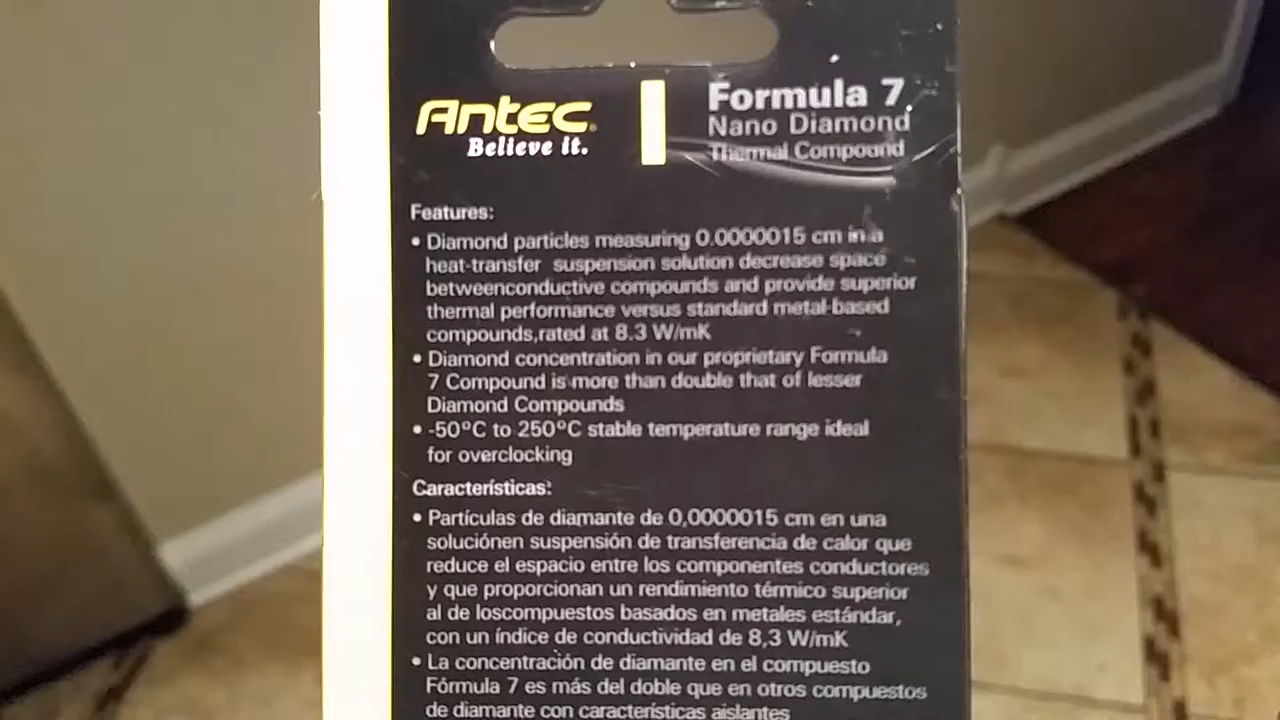 Antec
Believe it.
Formula 7
Nano Diamond
Thermal Compound
Features:
• Diamond particles measuring 0.0000015 cm in a
heat-transfer suspension solution decrease space
betweenconductive compounds and provide superior
thermal performance versus standard metal-based
compounds,rated at 8.3 W/mK
• Diamond concentration in our proprietary Formula
7 Compound is more than double that of lesser
Diamond Compounds
• -50°C to 250°C stable temperature range ideal
for overclocking
Características:
• Partículas de diamante de 0,0000015 cm en una
soluciónen suspensión de transferencia de calor que
reduce el espacio entre los componentes conductores
y que proporcionan un rendimiento térmico superior
al de loscompuestos basados en metales estándar,
con un índice de conductividad de 8,3 W/mK
• La concentración de diamante en el compuesto
Fórmula 7 es más del doble que en otros compuestos
de diamante con características aislantes